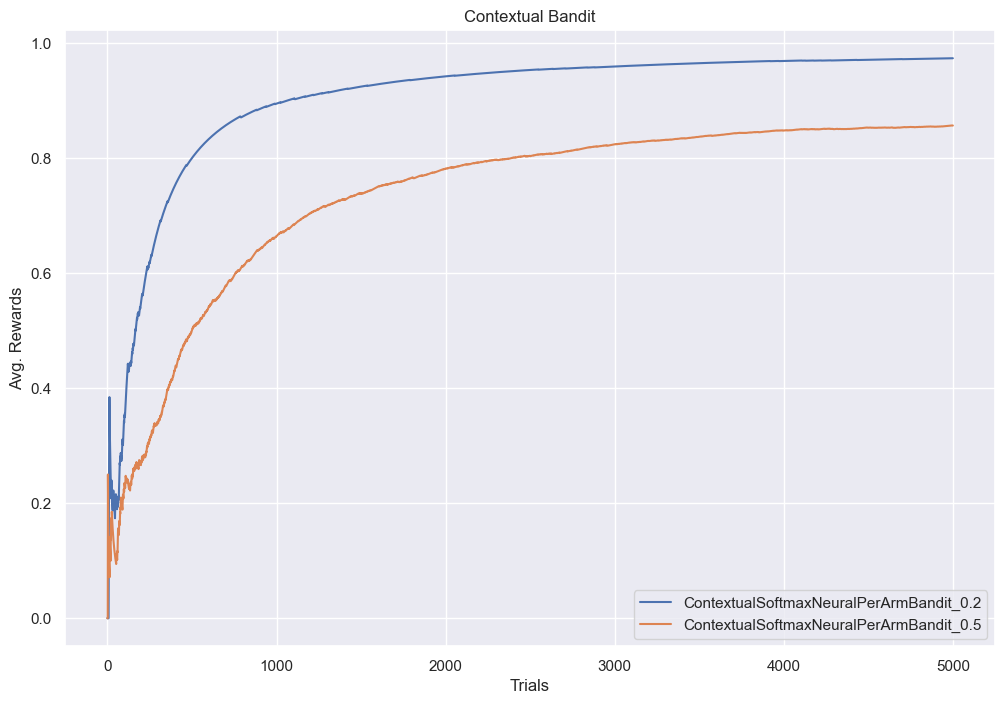 Contextual Bandit
Avg. Rewards
1.0
0.8
0.6
0.4
0.2
0.0
ContextualSoftmaxNeuralPerArmBandit_0.2
ContextualSoftmaxNeuralPerArmBandit_0.5
0 1000 2000 3000 4000 5000
Trials